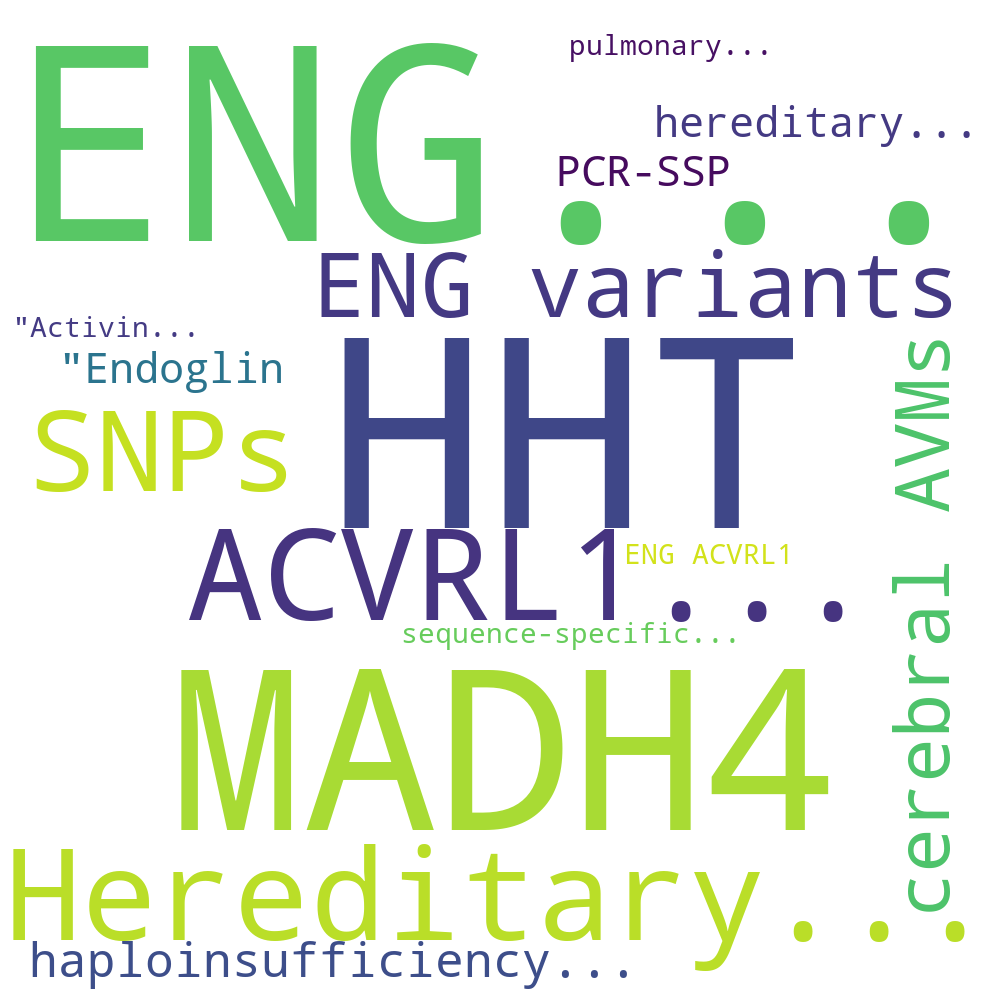 pulmonary...
ENG...
hereditary...
PCR-SSP
ENG variants
"Activin...
"Endoglin
HHT
SNPs
cerebral AVMs
ACVRL1...
ENG ACVRL1
sequence-specific...
MADH4
Hereditary...
haploinsufficiency...